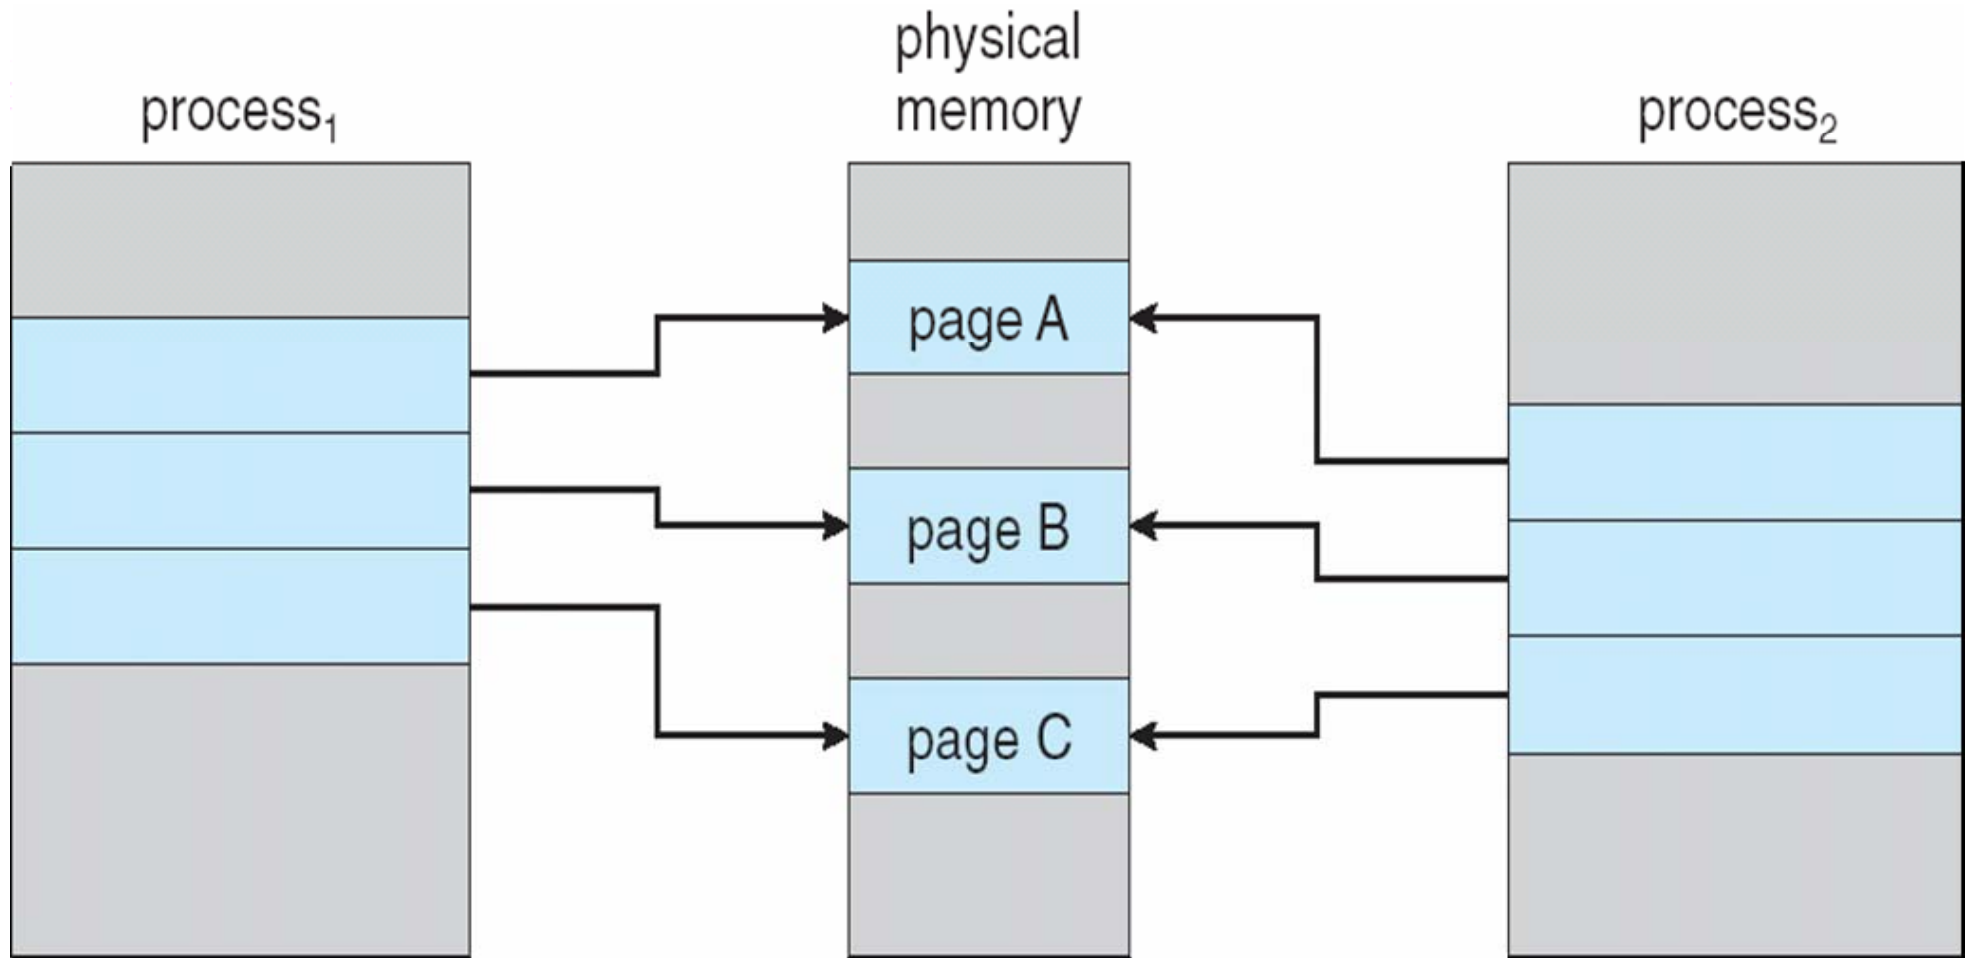 physical
memory
process₁
process₂
page A
page B
page C